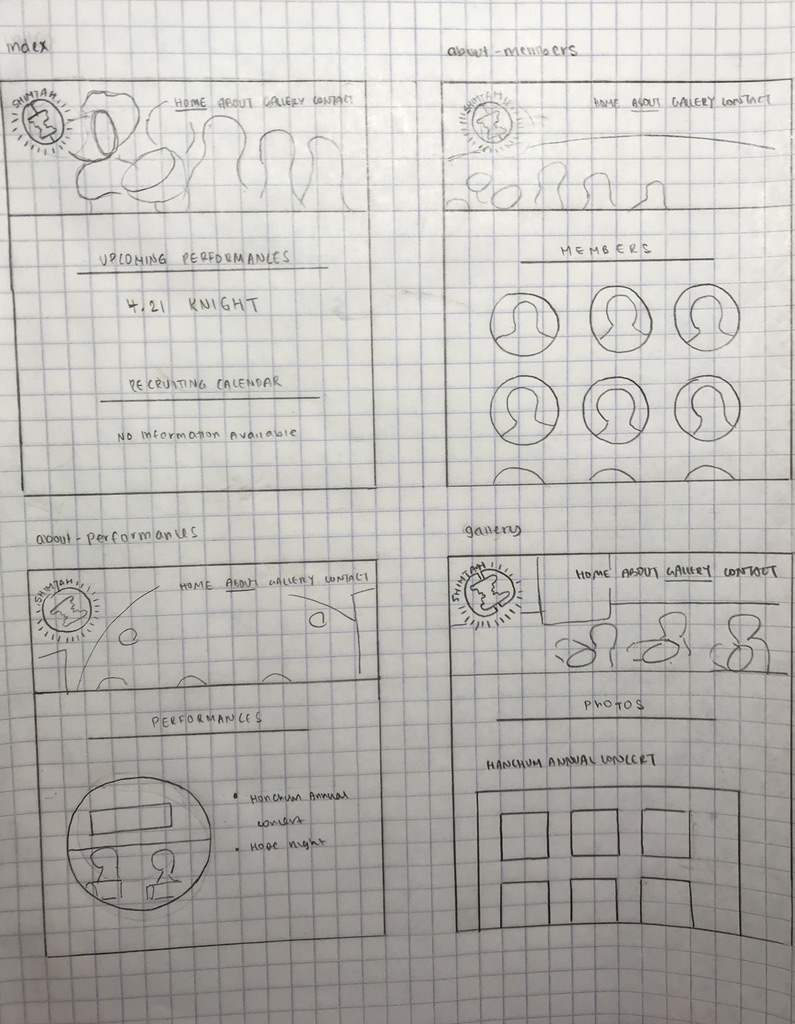 index
SHIMTAH
HOME ABOUT GALLERY CONTACT
UPCOMING PERFORMANCES
4.21 KNIGHT
RECRUITING CALENDAR
No Information Available
about-members
SHIMTAH
HOME ABOUT GALLERY CONTACT
MEMBERS
about-performances
SHIMTAH
HOME ABOUT GALLERY CONTACT
PERFORMANCES
• Hanchum Annual
concert
• Hope night
gallery
SHIMTAH
HOME ABOUT GALLERY CONTACT
PHOTOS
HANCHUM ANNUAL CONCERT